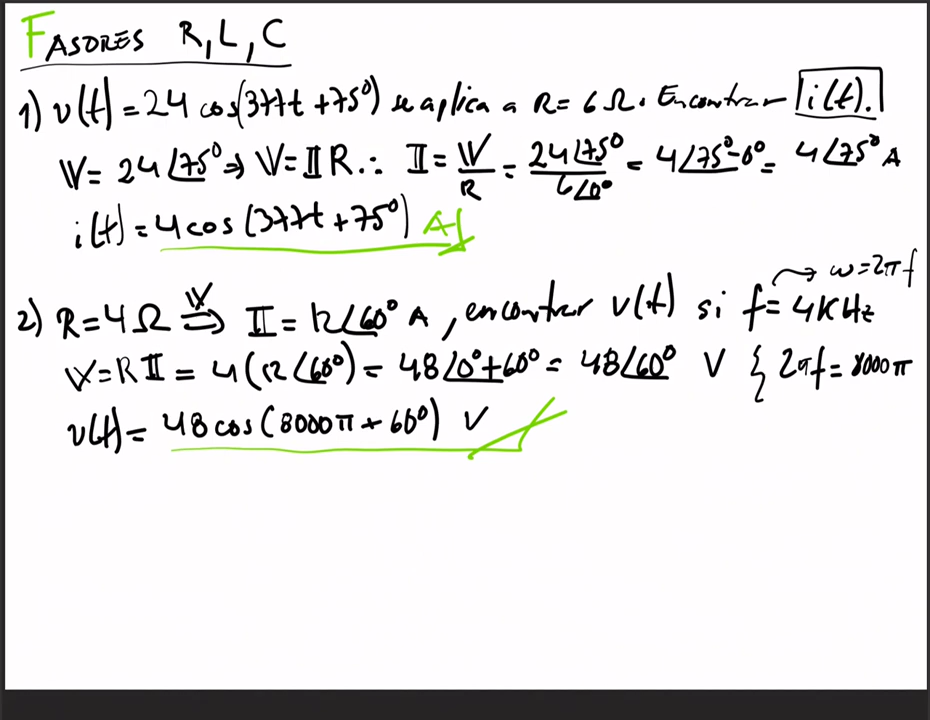 FASORES R, L, C
1) v(t) = 24 cos(377t + 75°) se aplica a R = 6 Ω. Encontrar i(t).
V = 24∠75° ⇒ V = I R ∴ I = V/R = 24∠75°/6∠0° = 4∠75°-0° = 4∠75° A
i(t) = 4 cos (377t + 75°) A
→ ω = 2π f
2) R = 4 Ω V⇒ I = 12∠60° A, encontrar v(t) si f = 4KHz
V = R I = 4(12∠60°) = 48∠0°+60° = 48∠60° V { 2πf = 8000π
v(t) = 48 cos (8000π + 60°) V